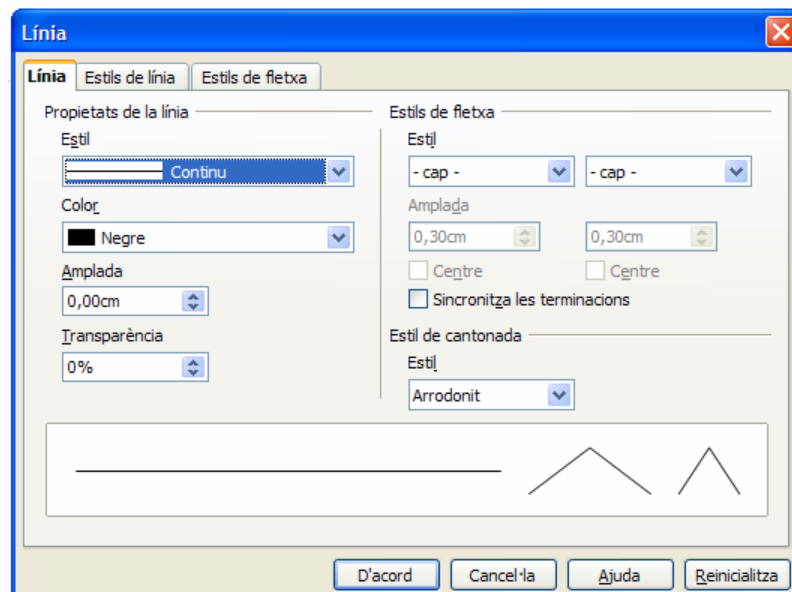 Línia
Línia Estils de línia Estils de fletxa
Propietats de la línia
Estil
Continu
Color
Negre
Amplada
0,00cm
Transparència
0%
Estils de fletxa
Estil
- cap - - cap -
Amplada
0,30cm 0,30cm
Centre Centre
Sincronitza les terminacions
Estil de cantonada
Estil
Arrodonit
D'acord Cancel·la Ajuda Reinicialitza